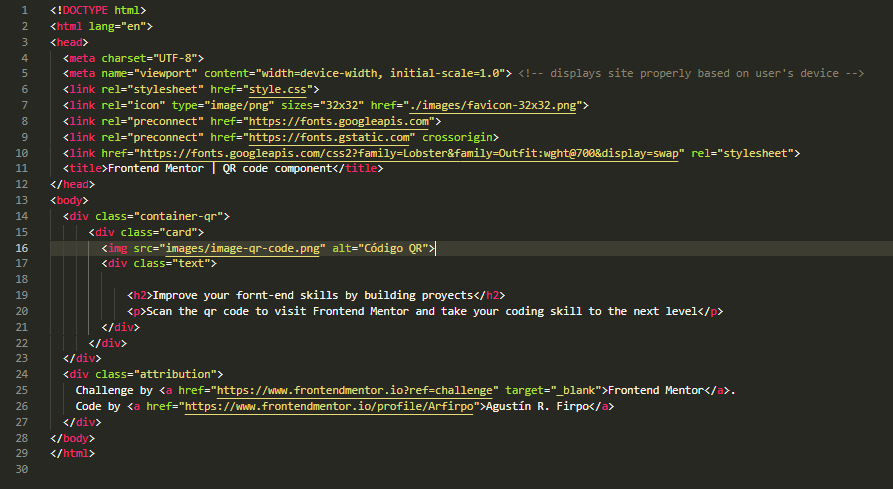 1 <!DOCTYPE html>
2 <html lang="en">
3 <head>
4 <meta charset="UTF-8">
5 <meta name="viewport" content="width=device-width, initial-scale=1.0"> <!-- displays site properly based on user's device -->
6 <link rel="stylesheet" href="style.css">
7 <link rel="icon" type="image/png" sizes="32x32" href="./images/favicon-32x32.png">
8 <link rel="preconnect" href="https://fonts.googleapis.com">
9 <link rel="preconnect" href="https://fonts.gstatic.com" crossorigin>
10 <link href="https://fonts.googleapis.com/css2?family=Lobster&family=Outfit:wght@700&display=swap" rel="stylesheet">
11 <title>Frontend Mentor | QR code component</title>
12 </head>
13 <body>
14 <div class="container-qr">
15 <div class="card">
16 <img src="images/image-qr-code.png" alt="Código QR">
17 <div class="text">
18
19 <h2>Improve your fornt-end skills by building proyects</h2>
20 <p>Scan the qr code to visit Frontend Mentor and take your coding skill to the next level</p>
21 </div>
22 </div>
23 </div>
24 <div class="attribution">
25 Challenge by <a href="https://www.frontendmentor.io?ref=challenge" target="_blank">Frontend Mentor</a>.
26 Code by <a href="https://www.frontendmentor.io/profile/Arfirpo">Agustín R. Firpo</a>
27 </div>
28 </body>
29 </html>
30